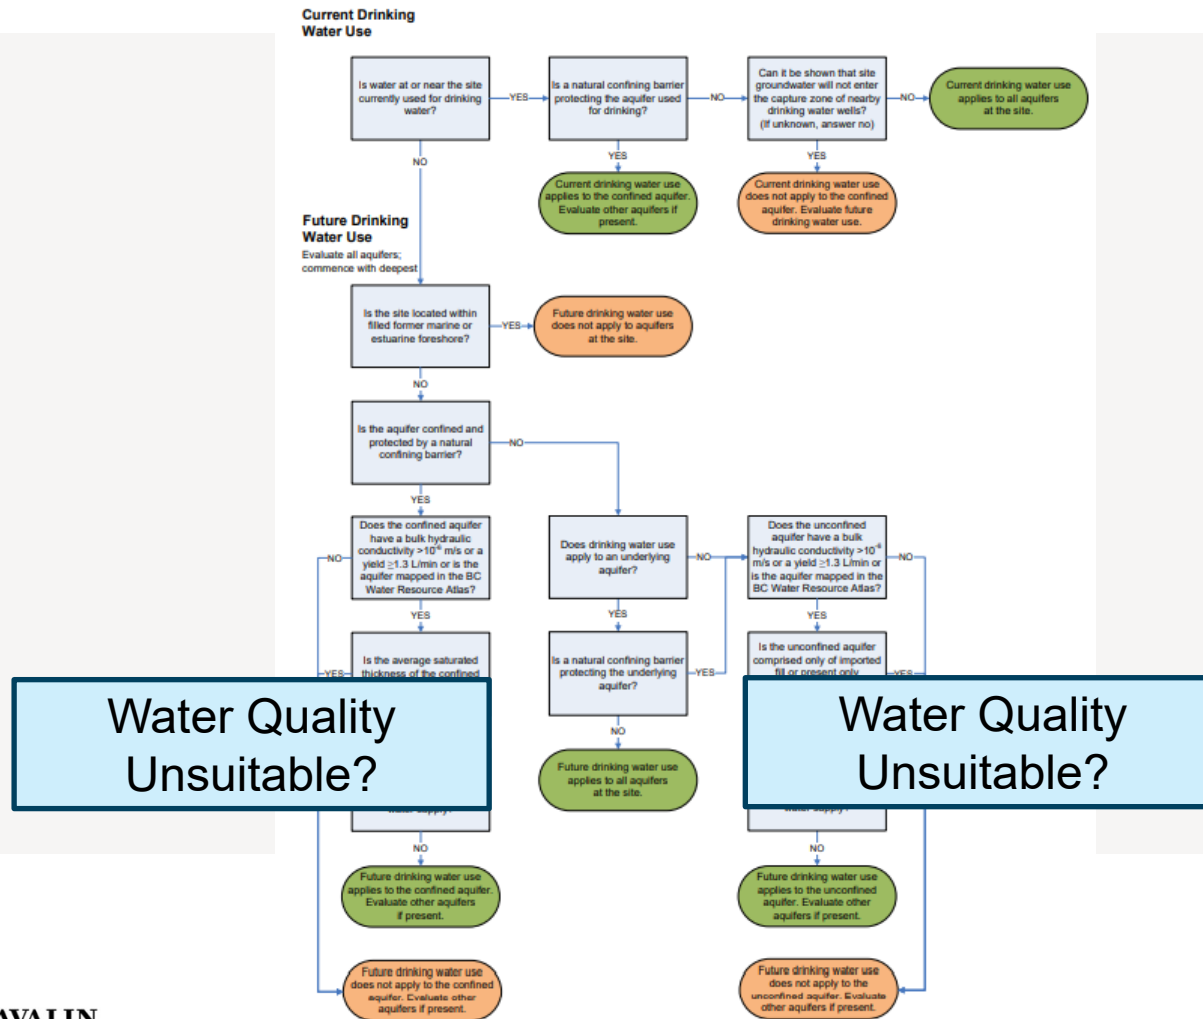 Current Drinking
Water Use
Is water at or near the site
currently used for drinking
water?
YES
Is a natural confining barrier
protecting the aquifer used
for drinking?
NO
Can it be shown that site
groundwater will not enter
the capture zone of nearby
drinking water wells?
(If unknown, answer no)
NO
Current drinking water use
applies to all aquifers
at the site.
NO
YES
YES
Current drinking water use
applies to the confined aquifer.
Evaluate other aquifers if
present.
Current drinking water use
does not apply to the confined
aquifer. Evaluate future
drinking water use.
Future Drinking
Water Use
Evaluate all aquifers;
commence with deepest
Is the site located within
filled former marine or
estuarine foreshore?
YES
Future drinking water use
does not apply to aquifers
at the site.
NO
Is the aquifer confined and
protected by a natural
confining barrier?
NO
YES
Does the confined aquifer
have a bulk hydraulic
conductivity >10⁻⁶ m/s or a
yield ≥1.3 L/min or is the
aquifer mapped in the BC
Water Resource Atlas?
NO
Does drinking water use
apply to an underlying
aquifer?
NO
Does the unconfined
aquifer have a bulk
hydraulic conductivity >10⁻⁶
m/s or a yield ≥1.3 L/min or
is the aquifer mapped in the
BC Water Resource Atlas?
NO
YES
YES
YES
Is the average saturated
thickness of the confined
YES
Is a natural confining barrier
protecting the underlying
aquifer?
YES
Is the unconfined aquifer
comprised only of imported
fill or present only
YES
Water Quality
Unsuitable?
Water Quality
Unsuitable?
NO
Future drinking water use
applies to all aquifers
at the site.
water supply?
water supply?
NO
NO
Future drinking water use
applies to the confined aquifer.
Evaluate other aquifers
if present.
Future drinking water use
applies to the unconfined
aquifer. Evaluate other
aquifers if present.
Future drinking water use
does not apply to the confined
aquifer. Evaluate other
aquifers if present.
Future drinking water use
does not apply to the
unconfined aquifer. Evaluate
other aquifers if present.
AVALIN